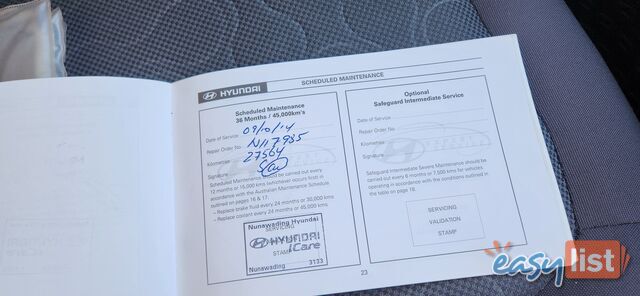 HYUNDAI
SCHEDULED MAINTENANCE
Scheduled Maintenance
36 Months / 45,000km's
Date of Service 09/10/14
Repair Order No N117985
Kilometres 27564
Signature
Scheduled Maintenance should be carried out every
12 months or 15,000 kms (whichever occurs first) in
accordance with the Australian Maintenance Schedule
outlined on pages 16 & 17.
– Replace brake fluid every 24 months or 30,000 kms
– Replace coolant every 24 months or 45,000 kms
Nunawading Hyundai
HYUNDAI
iCare
STAMP
Nunawading 3133
Optional
Safeguard Intermediate Service
Date of Service
Repair Order No
Kilometres
Signature
Safeguard Intermediate Severe Maintenance should be
carried out every 6 months or 7,500 kms for vehicles
operating in accordance with the conditions outlined in
the table on page 18.
SERVICING
VALIDATION
STAMP
23
easylist